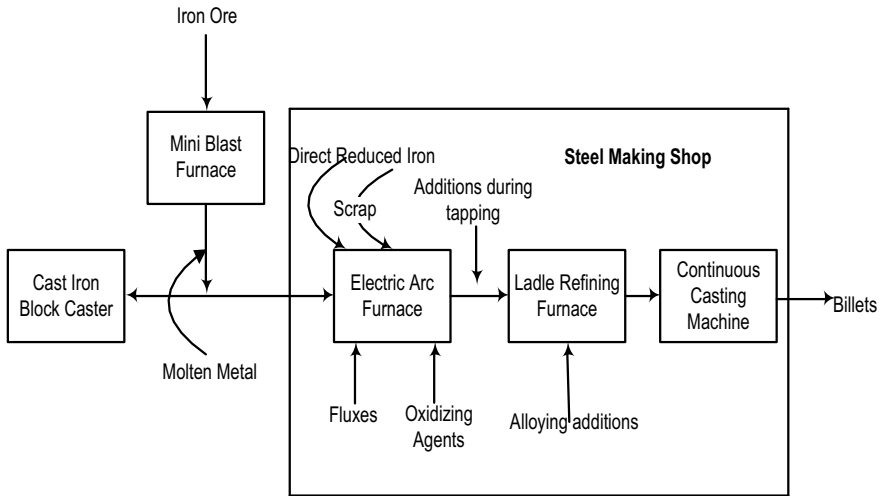 Iron Ore
Mini Blast
Furnace
Direct Reduced Iron
Steel Making Shop
Scrap
Additions during
tapping
Cast Iron
Block Caster
Electric Arc
Furnace
Ladle Refining
Furnace
Continuous
Casting
Machine
Billets
Molten Metal
Fluxes
Oxidizing
Agents
Alloying additions